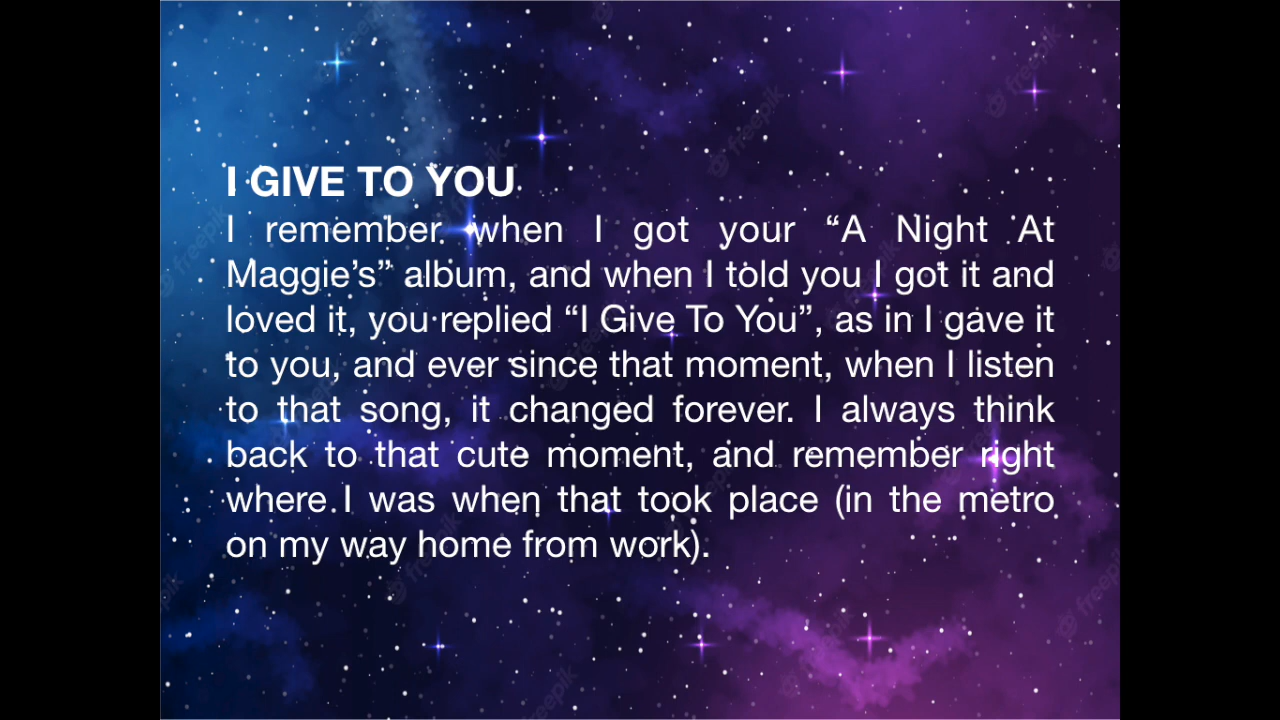 I GIVE TO YOU
I remember when I got your “A Night At
Maggie’s” album, and when I told you I got it and
loved it, you replied “I Give To You”, as in I gave it
to you, and ever since that moment, when I listen
to that song, it changed forever. I always think
back to that cute moment, and remember right
where I was when that took place (in the metro
on my way home from work).